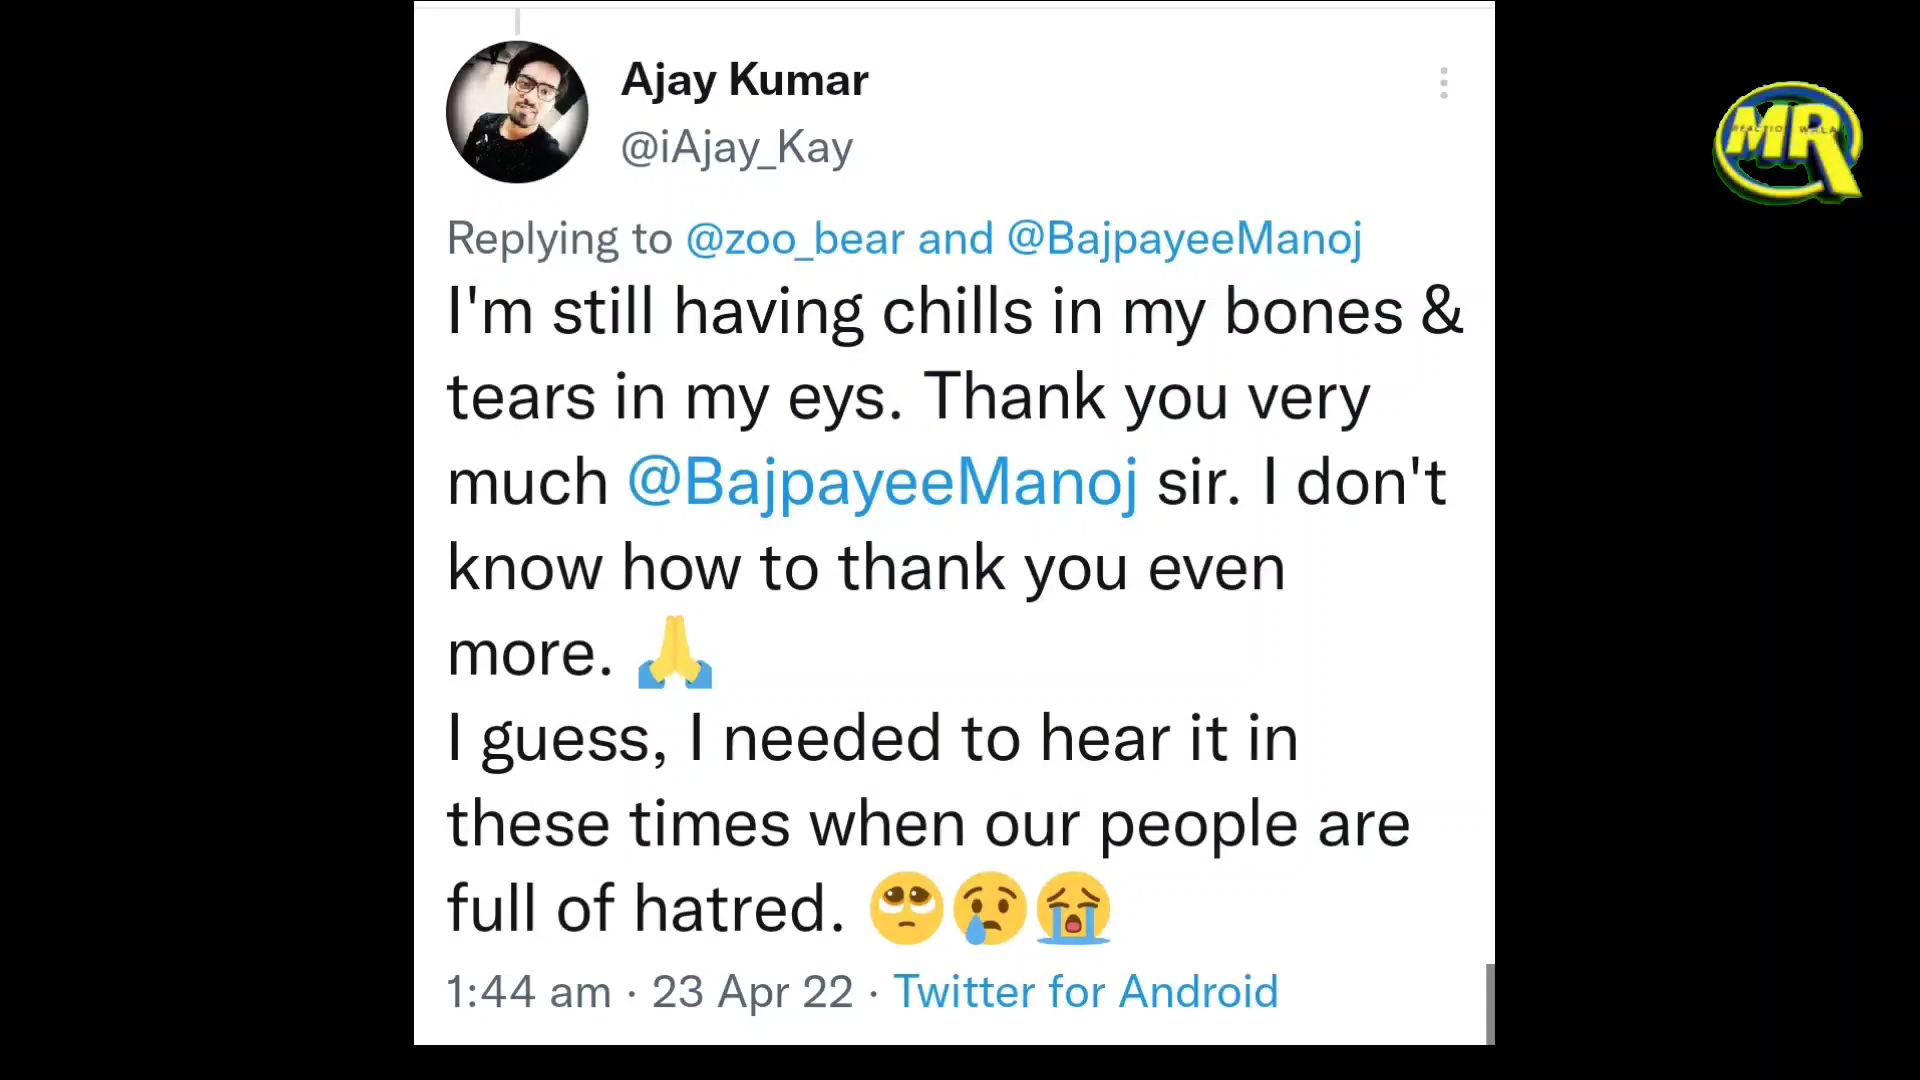 Ajay Kumar
@iAjay_Kay
MR
REACTION WALA
Replying to @zoo_bear and @BajpayeeManoj
I'm still having chills in my bones &
tears in my eys. Thank you very
much @BajpayeeManoj sir. I don't
know how to thank you even
more. 🙏
I guess, I needed to hear it in
these times when our people are
full of hatred. 🥺😢😭
1:44 am · 23 Apr 22 · Twitter for Android